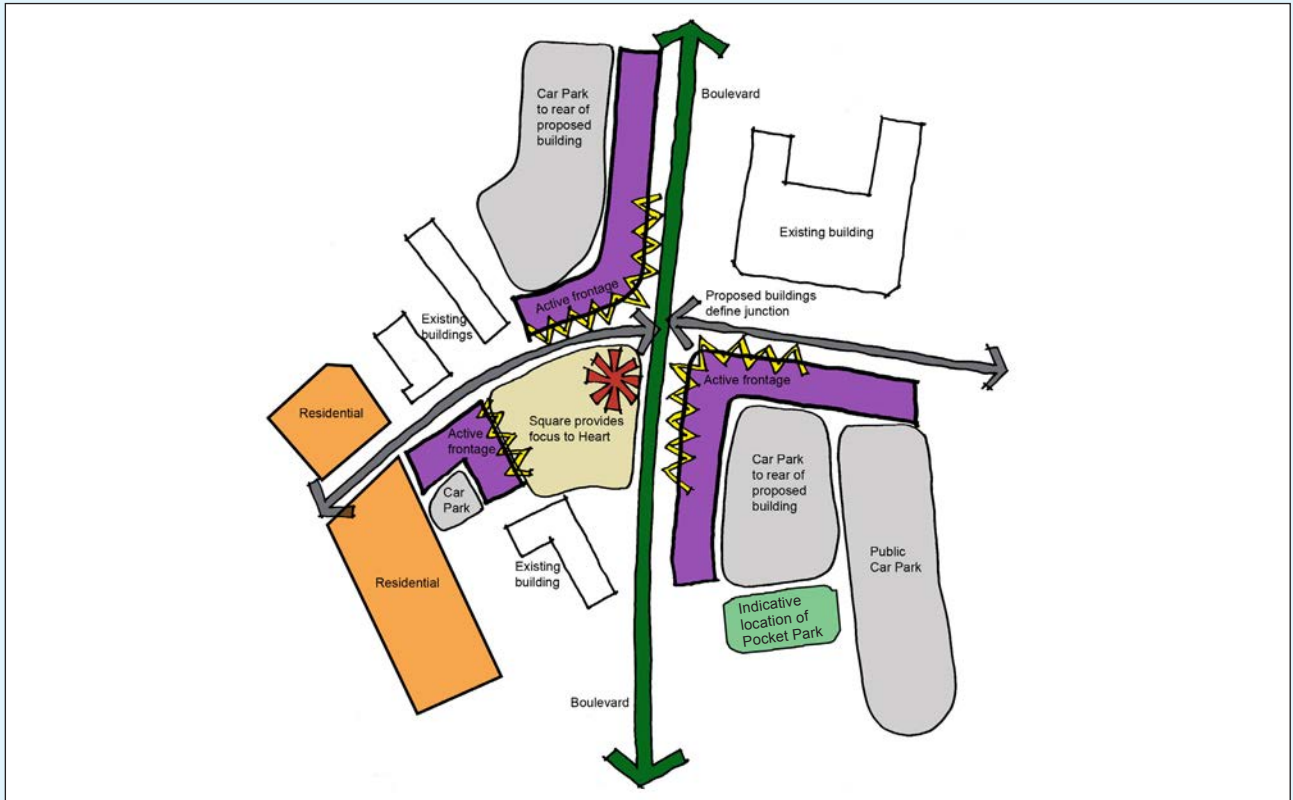 Boulevard
Car Park
to rear of
proposed
building
Existing building
Active frontage
Proposed buildings
define junction
Existing
buildings
Residential
Active frontage
Square provides
focus to Heart
Active
frontage
Car
Park
Car Park
to rear of
proposed
building
Public
Car Park
Existing
building
Residential
Indicative
location of
Pocket Park
Boulevard